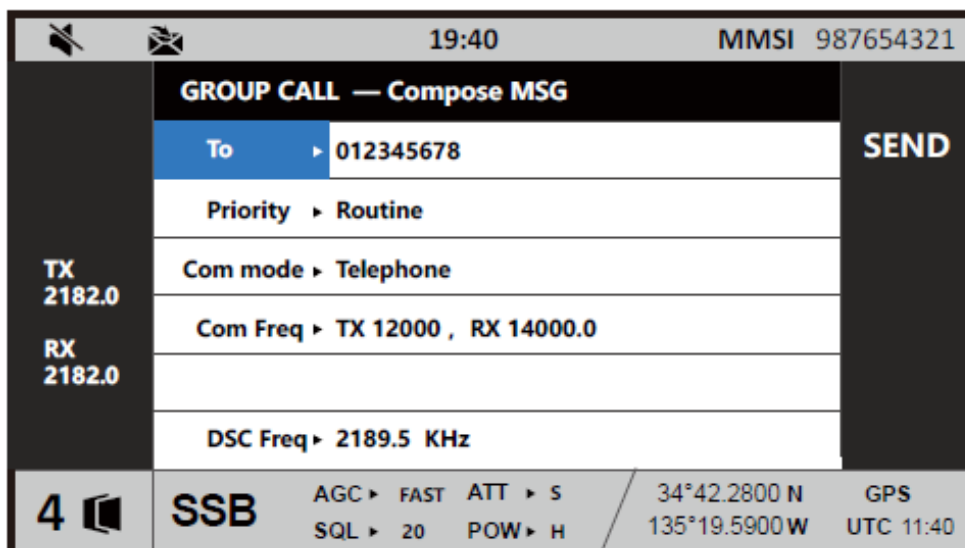 19:40 MMSI 987654321
GROUP CALL — Compose MSG
To ▸ 012345678
SEND
Priority ▸ Routine
Com mode ▸ Telephone
Com Freq ▸ TX 12000 , RX 14000.0
DSC Freq ▸ 2189.5 KHz
TX
2182.0
RX
2182.0
4 SSB
AGC ▸ FAST ATT ▸ S
SQL ▸ 20 POW ▸ H
34°42.2800 N
135°19.5900 W
GPS
UTC 11:40